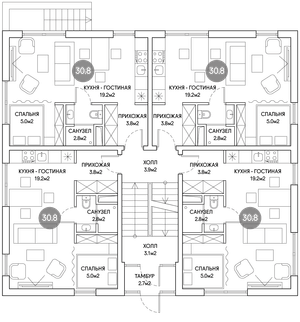 30.8
30.8
КУХНЯ - ГОСТИНАЯ
19.2м2
КУХНЯ - ГОСТИНАЯ
19.2м2
СПАЛЬНЯ
5.0м2
ПРИХОЖАЯ
3.8м2
ПРИХОЖАЯ
3.8м2
СПАЛЬНЯ
5.0м2
САНУЗЕЛ
2.8м2
САНУЗЕЛ
2.8м2
КУХНЯ - ГОСТИНАЯ
19.2м2
ПРИХОЖАЯ
3.8м2
ХОЛЛ
3.9м2
ПРИХОЖАЯ
3.8м2
КУХНЯ - ГОСТИНАЯ
19.2м2
30.8
САНУЗЕЛ
2.8м2
САНУЗЕЛ
2.8м2
30.8
ХОЛЛ
3.1м2
СПАЛЬНЯ
5.0м2
ТАМБУР
2.7м2
СПАЛЬНЯ
5.0м2